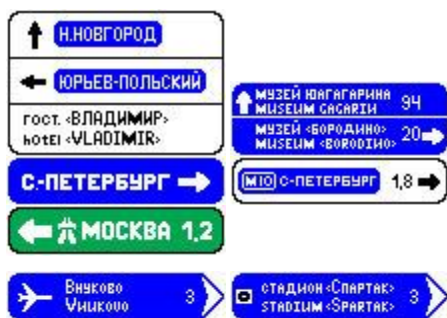 Н.НОВГОРОД
ЮРЬЕВ-ПОЛЬСКИЙ
гост. <ВЛАДИМИР>
hotEl <VLADIMIR>
С.-ПЕТЕРБУРГ
МОСКВА 1,2
Внуково
Vnukovo
3
МУЗЕЙ ЮАГАГАРИНА 94
MUSEUM GAGARIN
МУЗЕЙ <БОРОДИНО> 20
MUSEUM <BORODINO>
М10 С-ПЕТЕРБУРГ 1,8
СТАДИОН <СПАРТАК> 3
STADIUM <SPARTAK>